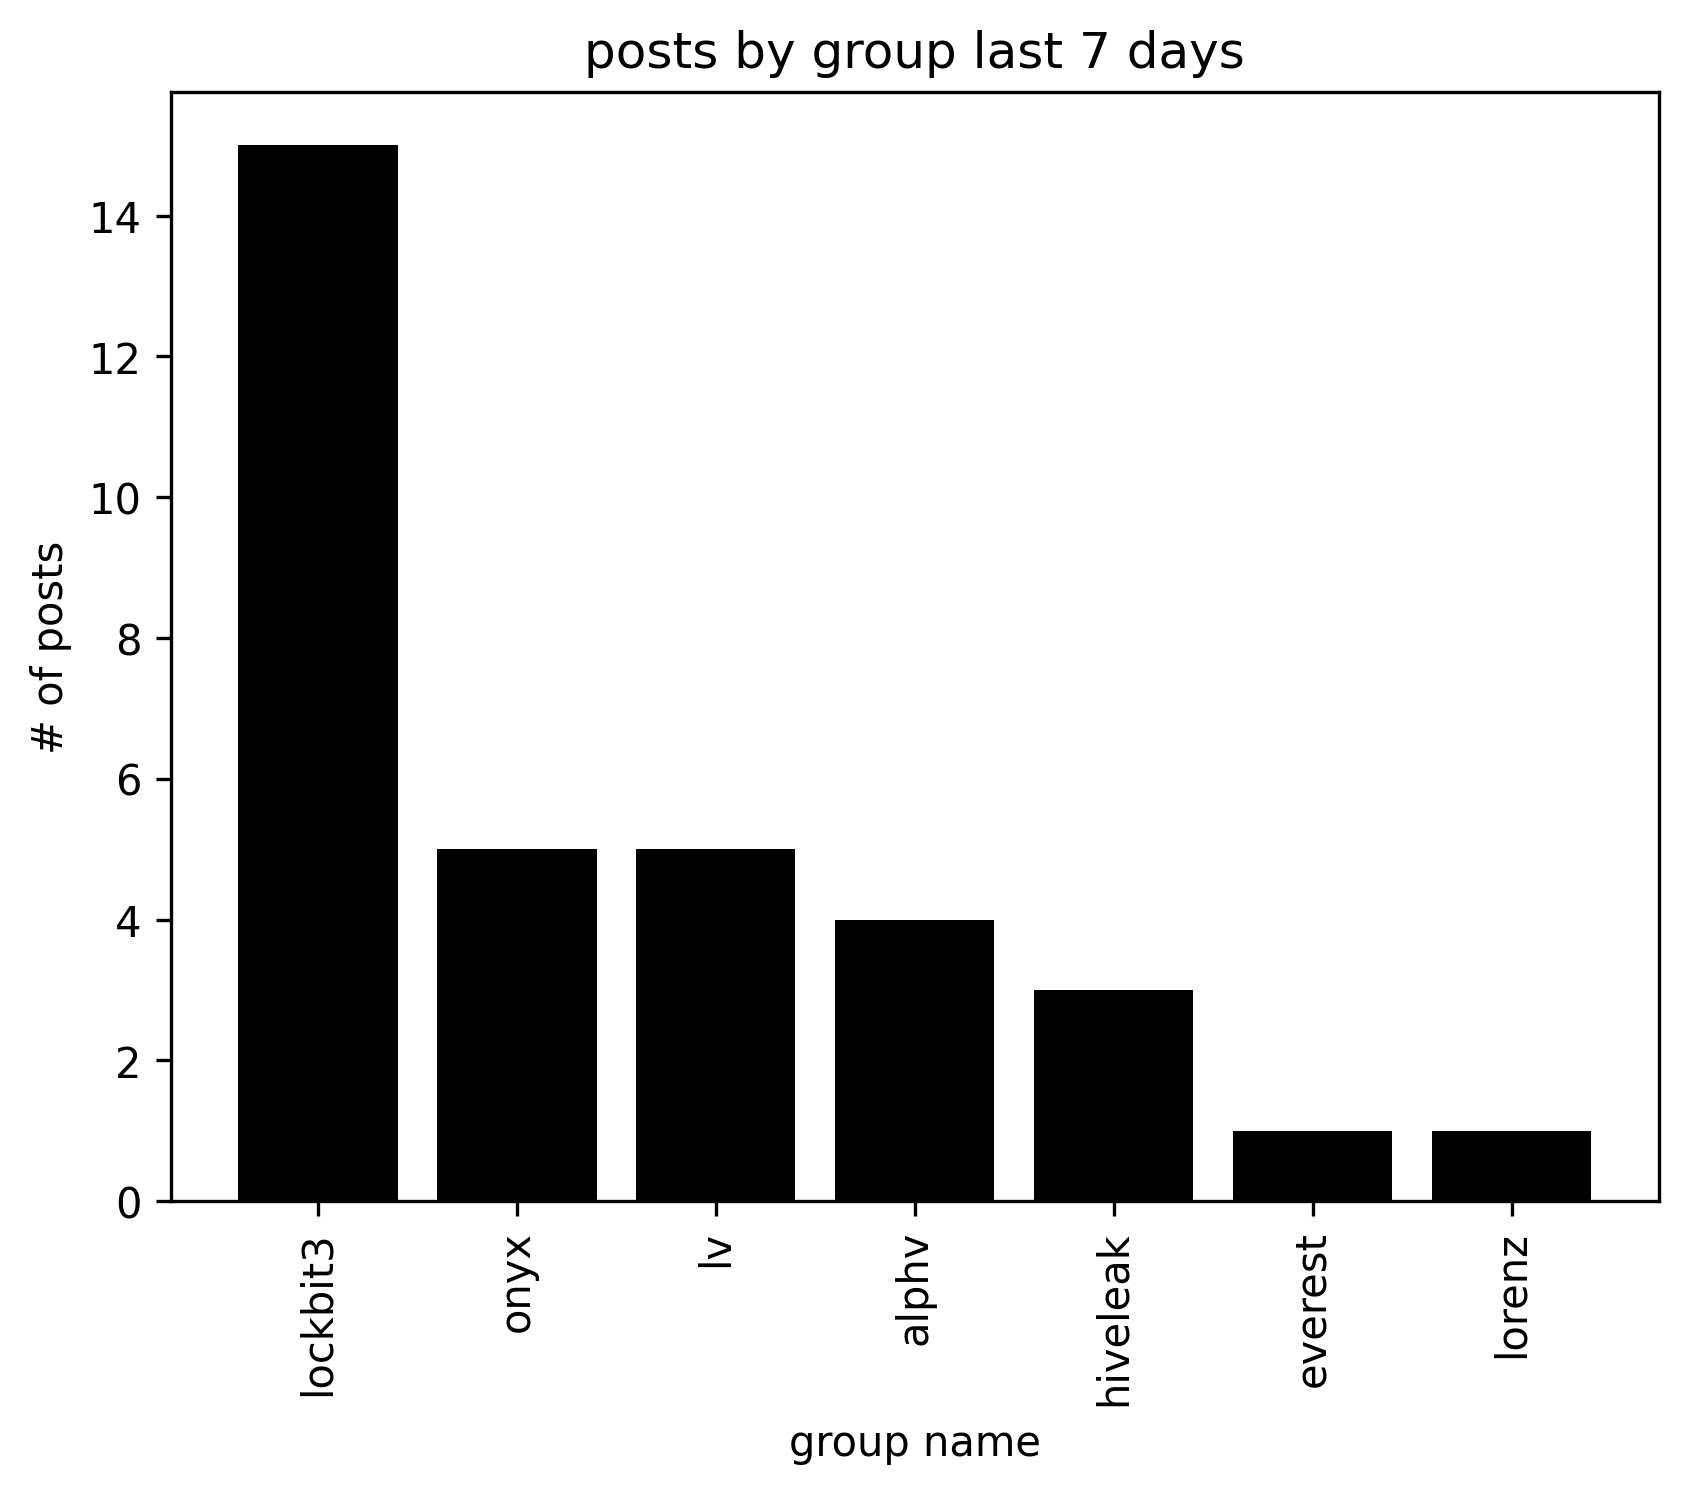 posts by group last 7 days
# of posts
14
12
10
8
6
4
2
0
lockbit3
onyx
lv
alphv
hiveleak
everest
lorenz
group name